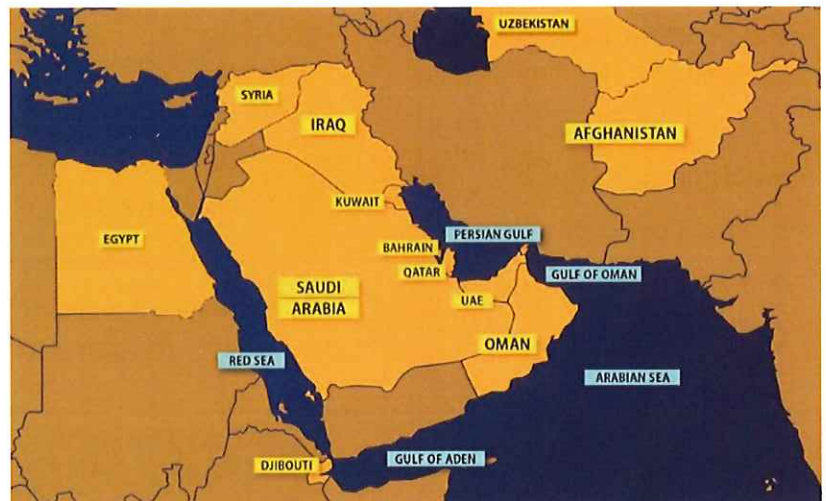 UZBEKISTAN
SYRIA
IRAQ
AFGHANISTAN
KUWAIT
EGYPT
BAHRAIN
PERSIAN GULF
QATAR
GULF OF OMAN
SAUDI
ARABIA
UAE
OMAN
RED SEA
ARABIAN SEA
DJIBOUTI
GULF OF ADEN